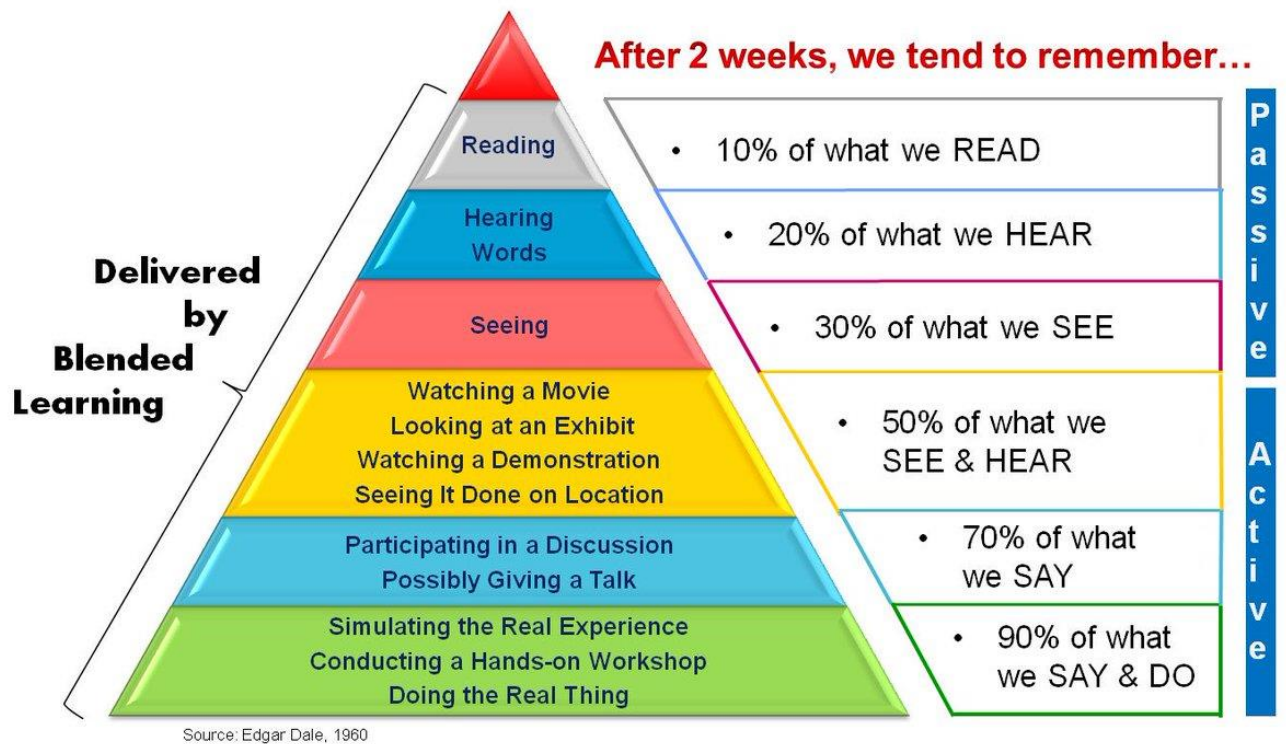 After 2 weeks, we tend to remember…
Delivered
by
Blended
Learning
Reading
• 10% of what we READ
Hearing
Words
• 20% of what we HEAR
Seeing
• 30% of what we SEE
Watching a Movie
Looking at an Exhibit
Watching a Demonstration
Seeing It Done on Location
• 50% of what we
SEE & HEAR
Participating in a Discussion
Possibly Giving a Talk
• 70% of what
we SAY
Simulating the Real Experience
Conducting a Hands-on Workshop
Doing the Real Thing
• 90% of what
we SAY & DO
Passive
Active
Source: Edgar Dale, 1960